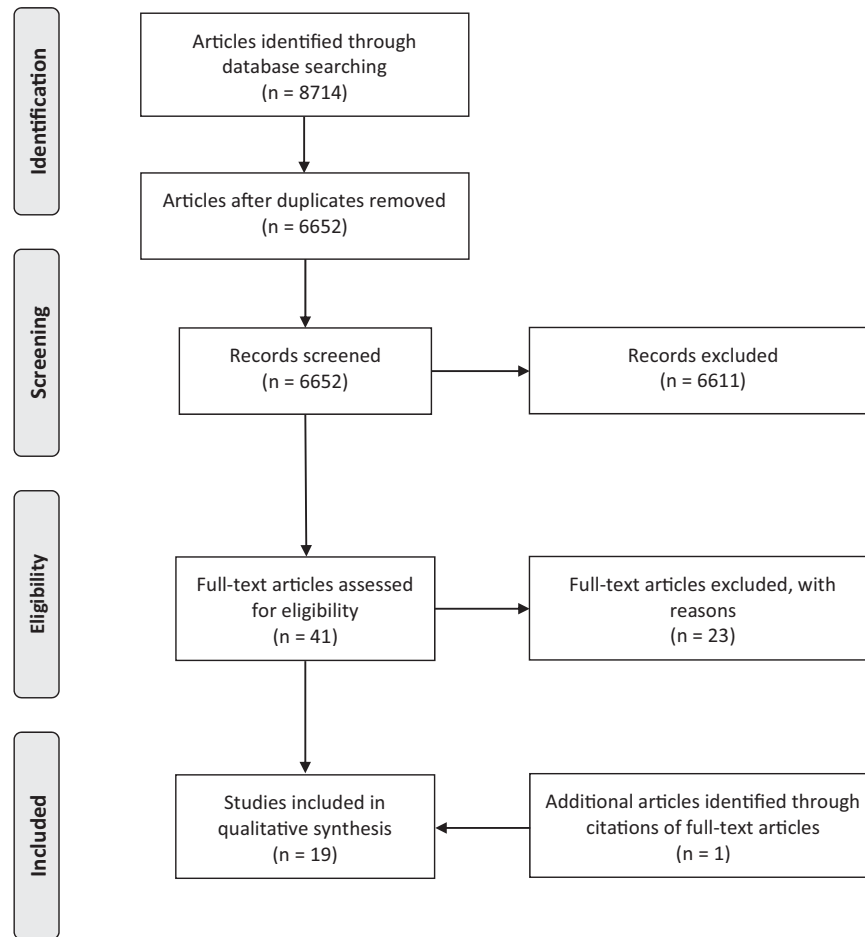 Identification
Articles identified through
database searching
(n = 8714)
Articles after duplicates removed
(n = 6652)
Screening
Records screened
(n = 6652)
Records excluded
(n = 6611)
Eligibility
Full-text articles assessed
for eligibility
(n = 41)
Full-text articles excluded, with
reasons
(n = 23)
Included
Studies included in
qualitative synthesis
(n = 19)
Additional articles identified through
citations of full-text articles
(n = 1)